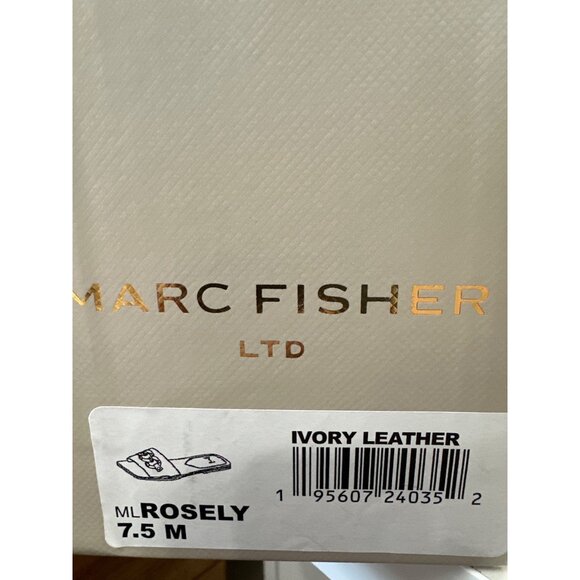 MARC FISHER
LTD
IVORY LEATHER
1 95607 24035 2
MLROSELY
7.5 M